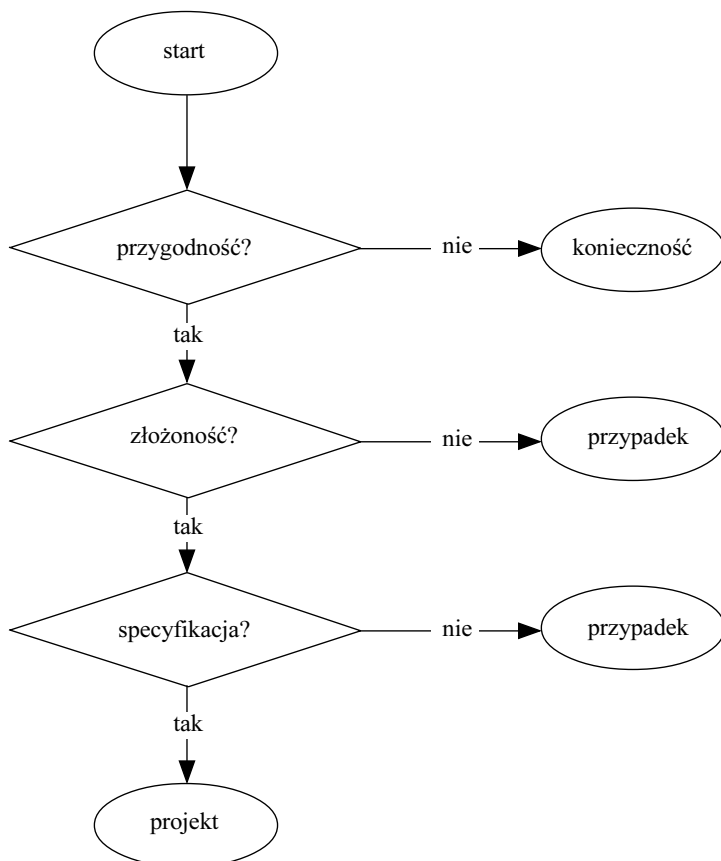 start
przygodność?
nie
konieczność
tak
złożoność?
nie
przypadek
tak
specyfikacja?
nie
przypadek
tak
projekt